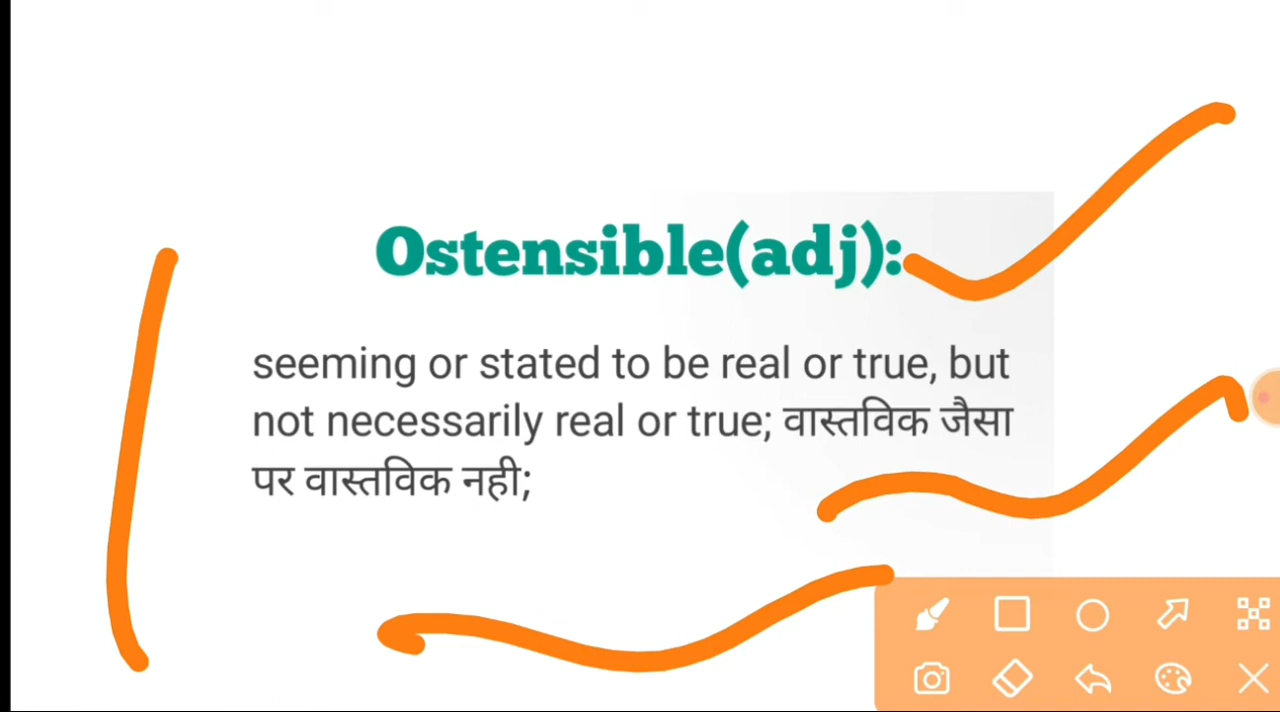 Ostensible(adj):
seeming or stated to be real or true, but
not necessarily real or true; वास्तविक जैसा
पर वास्तविक नही;